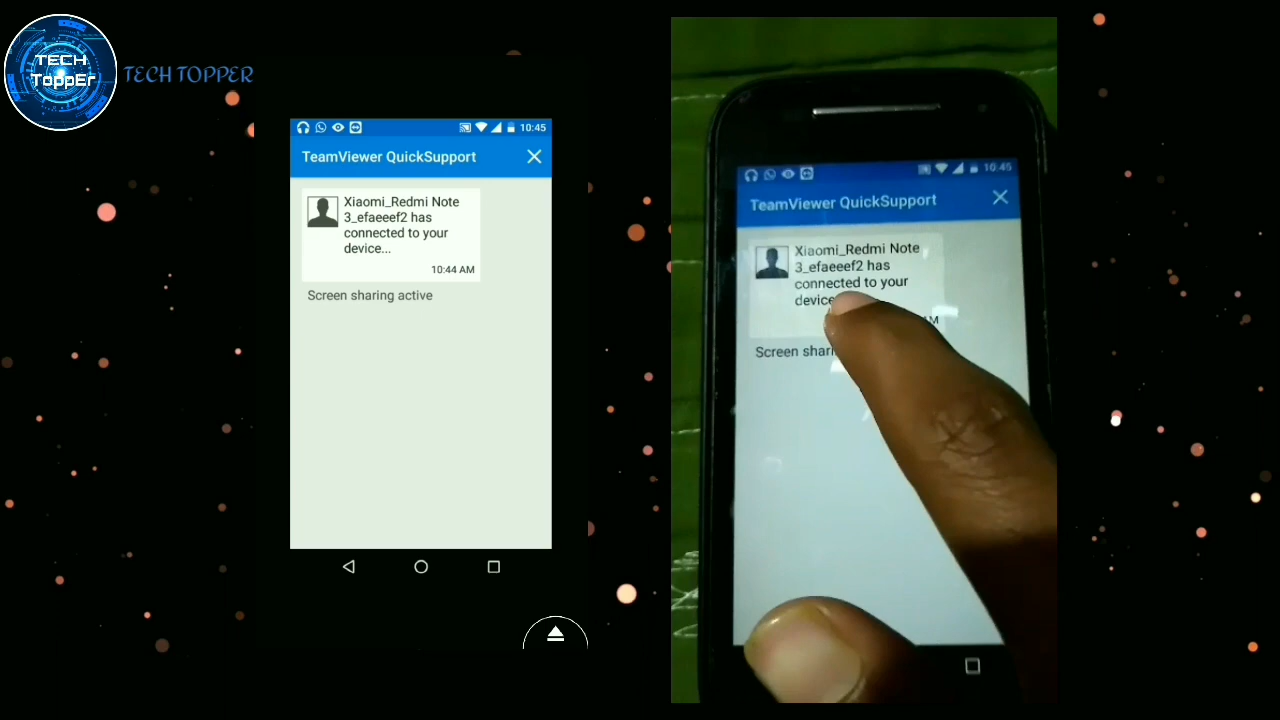 TECH
ToppEr
TECH TOPPER
10:45
TeamViewer QuickSupport
Xiaomi_Redmi Note
3_efaeeef2 has
connected to your
device...
10:44 AM
Screen sharing active
10:45
TeamViewer QuickSupport
Xiaomi_Redmi Note
3_efaeeef2 has
connected to your
device
AM
Screen